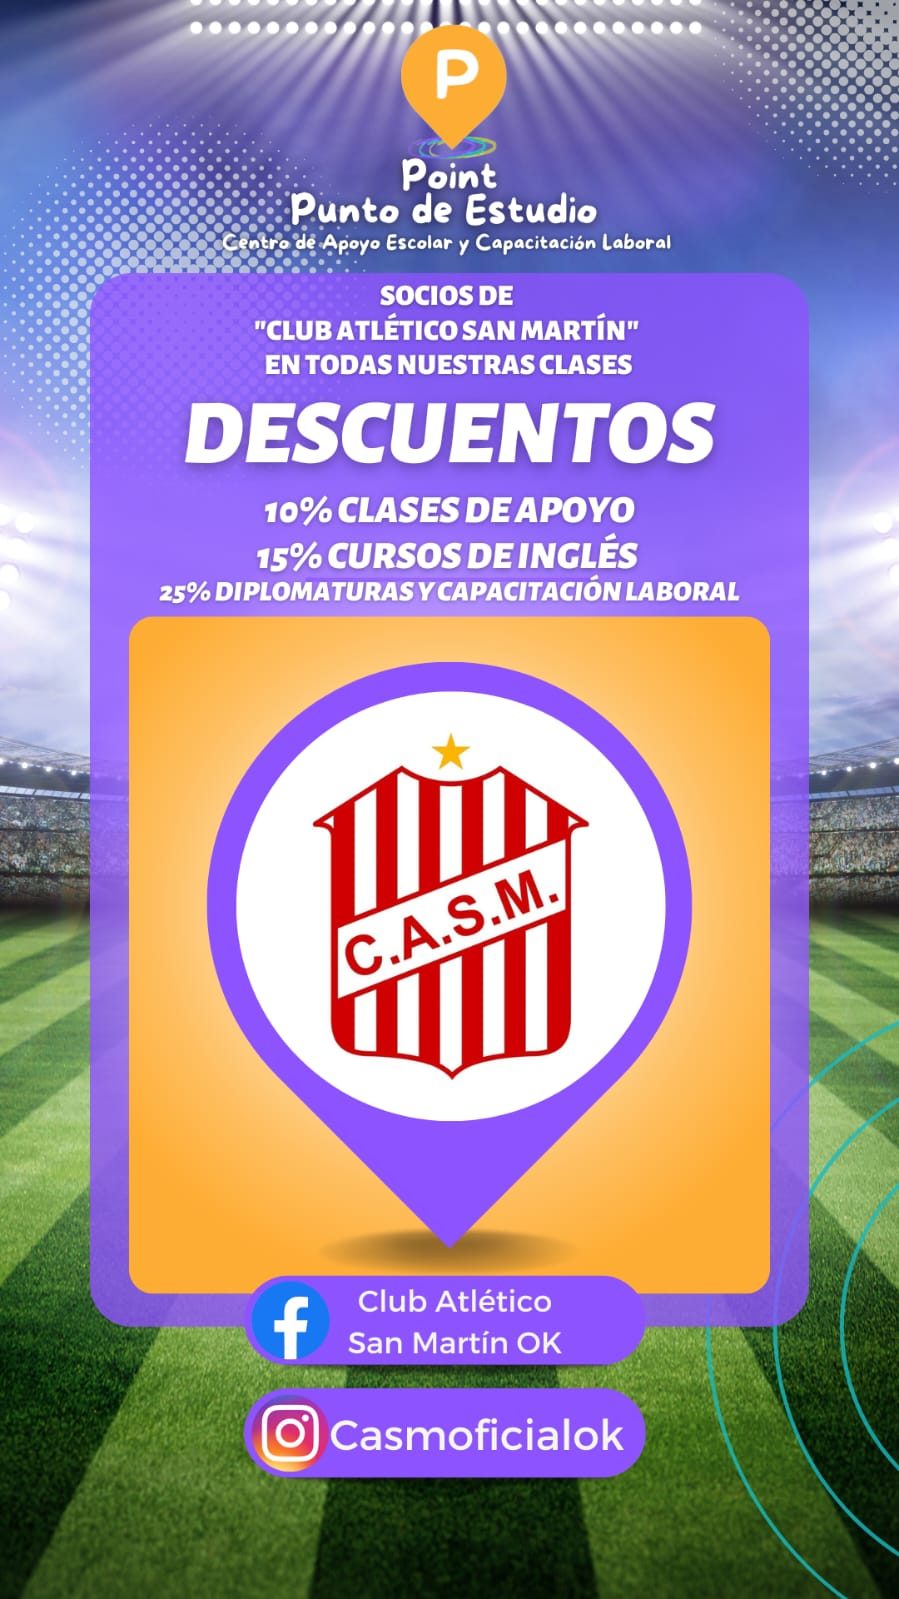 P
Point
Punto de Estudio
Centro de Apoyo Escolar y Capacitación Laboral
SOCIOS DE
"CLUB ATLÉTICO SAN MARTÍN"
EN TODAS NUESTRAS CLASES
DESCUENTOS
10% CLASES DE APOYO
15% CURSOS DE INGLÉS
25% DIPLOMATURAS Y CAPACITACIÓN LABORAL
C.A.S.M.
Club Atlético
San Martín OK
Casmoficialok